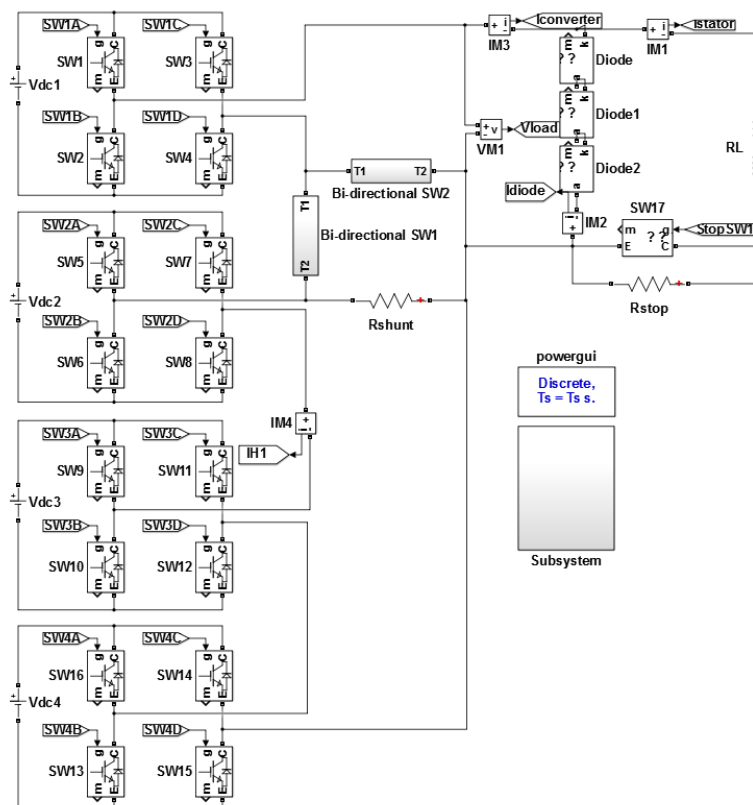 SW1A
SW1C
g
C
SW1
m
E
g
C
SW3
m
E
Vdc1
+
SW1B
SW1D
g
C
SW2
m
E
g
C
SW4
m
E
SW2A
SW2C
g
C
SW5
m
E
g
C
SW7
m
E
Vdc2
+
SW2B
SW2D
g
C
SW6
m
E
g
C
SW8
m
E
SW3A
SW3C
g
C
SW9
m
E
g
C
SW11
m
E
Vdc3
+
SW3B
SW3D
g
C
SW10
m
E
g
C
SW12
m
E
SW4A
SW4C
g
C
SW16
m
E
g
C
SW14
m
E
Vdc4
+
SW4B
SW4D
g
C
SW13
m
E
g
C
SW15
m
E
T1 T2
Bi-directional SW2
T1
Bi-directional SW1
T2
Rshunt
+
+ i -
IM4
IH1
+ i -
IM3
Iconverter
+ i -
IM1
Istator
m k
? ?
a
Diode
m k
? ?
a
Diode1
m k
? ?
a
Diode2
+ v -
VM1
Vload
Idiode
i - +
IM2
RL
SW17
m g
? ?
E C
StopSW1
Rstop
+
powergui
Discrete,
Ts = Ts s.
Subsystem